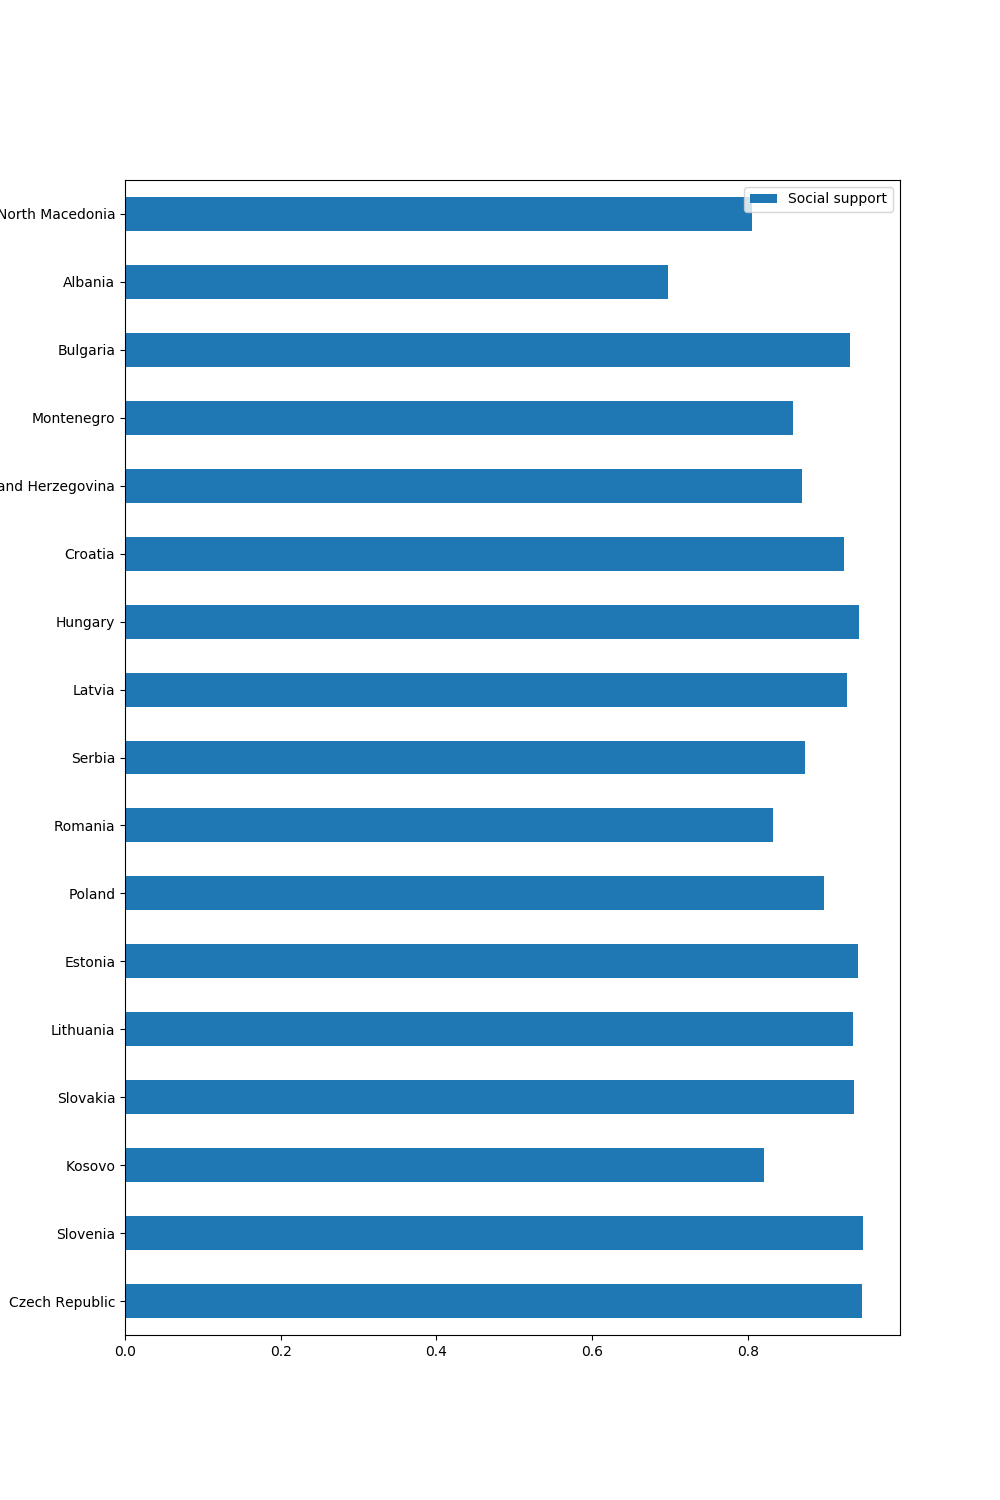 Social support
North Macedonia
Albania
Bulgaria
Montenegro
and Herzegovina
Croatia
Hungary
Latvia
Serbia
Romania
Poland
Estonia
Lithuania
Slovakia
Kosovo
Slovenia
Czech Republic
0.0 0.2 0.4 0.6 0.8